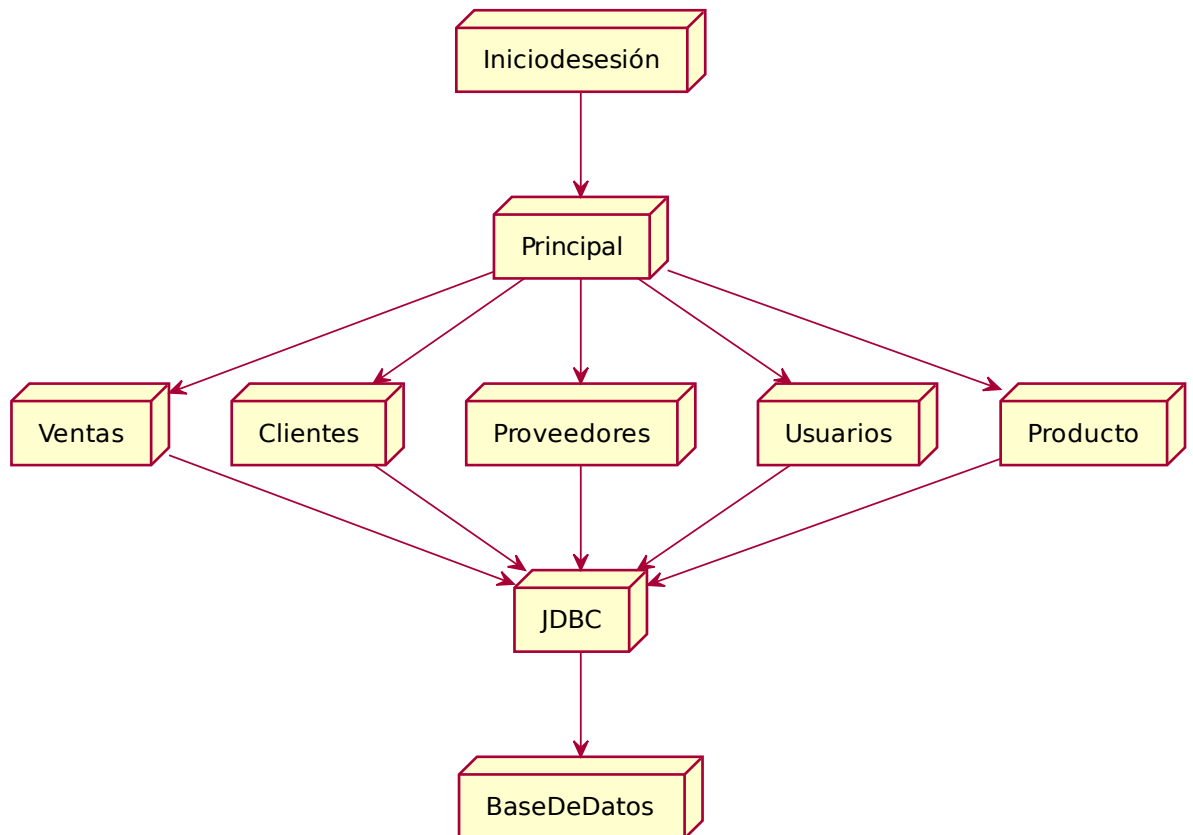 Iniciodesesión
Principal
Ventas
Clientes
Proveedores
Usuarios
Producto
JDBC
BaseDeDatos